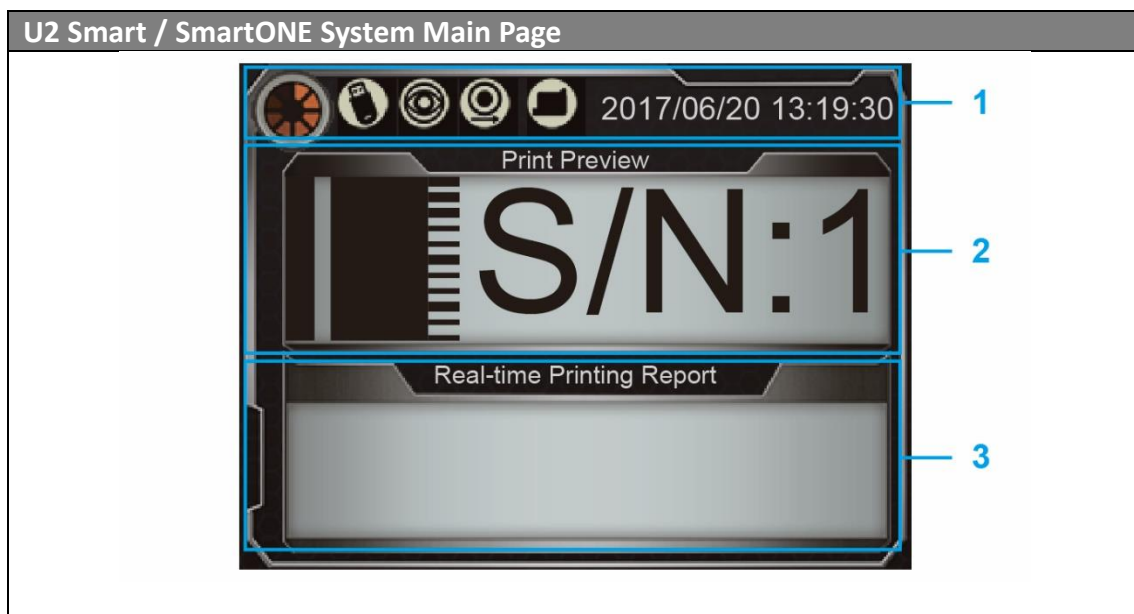 U2 Smart / SmartONE System Main Page
2017/06/20 13:19:30
1
Print Preview
S/N:1
2
Real-time Printing Report
3